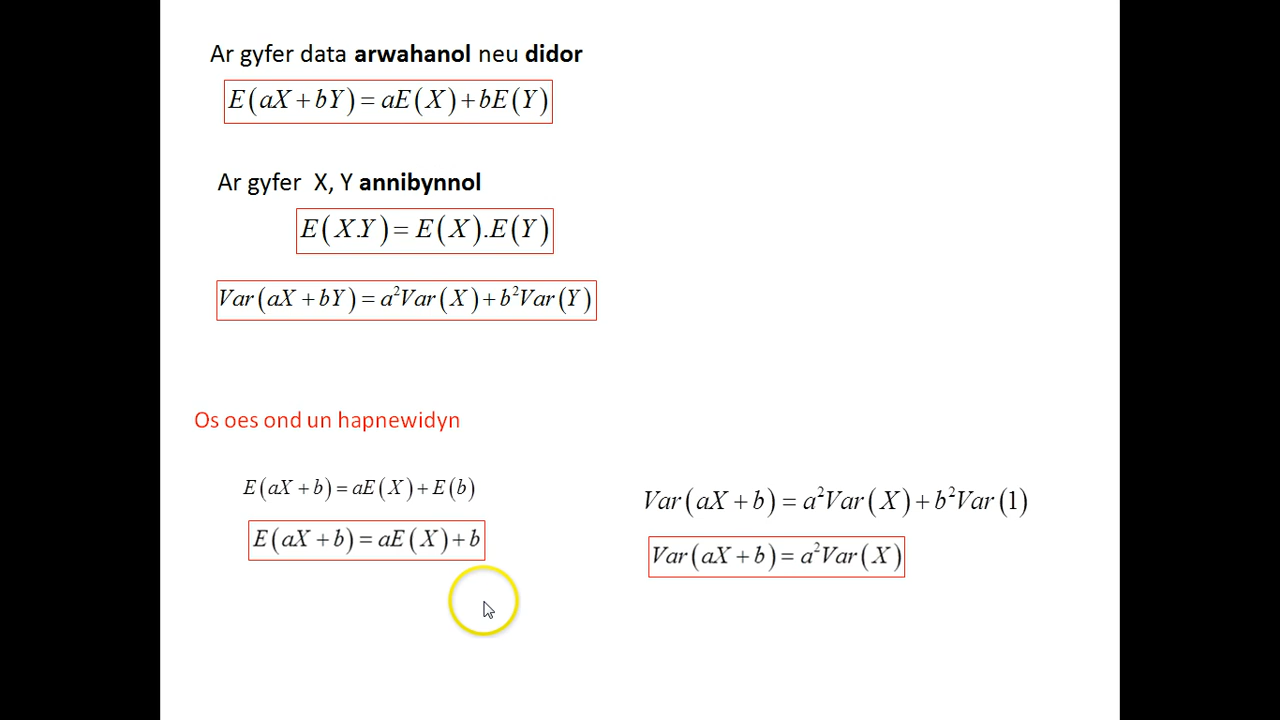 Ar gyfer data arwahanol neu didor
E(aX + bY) = aE(X) + bE(Y)
Ar gyfer X, Y annibynnol
E(X.Y) = E(X).E(Y)
Var(aX + bY) = a²Var(X) + b²Var(Y)
Os oes ond un hapnewidyn
E(aX + b) = aE(X) + E(b)
E(aX + b) = aE(X) + b
Var(aX + b) = a²Var(X) + b²Var(1)
Var(aX + b) = a²Var(X)